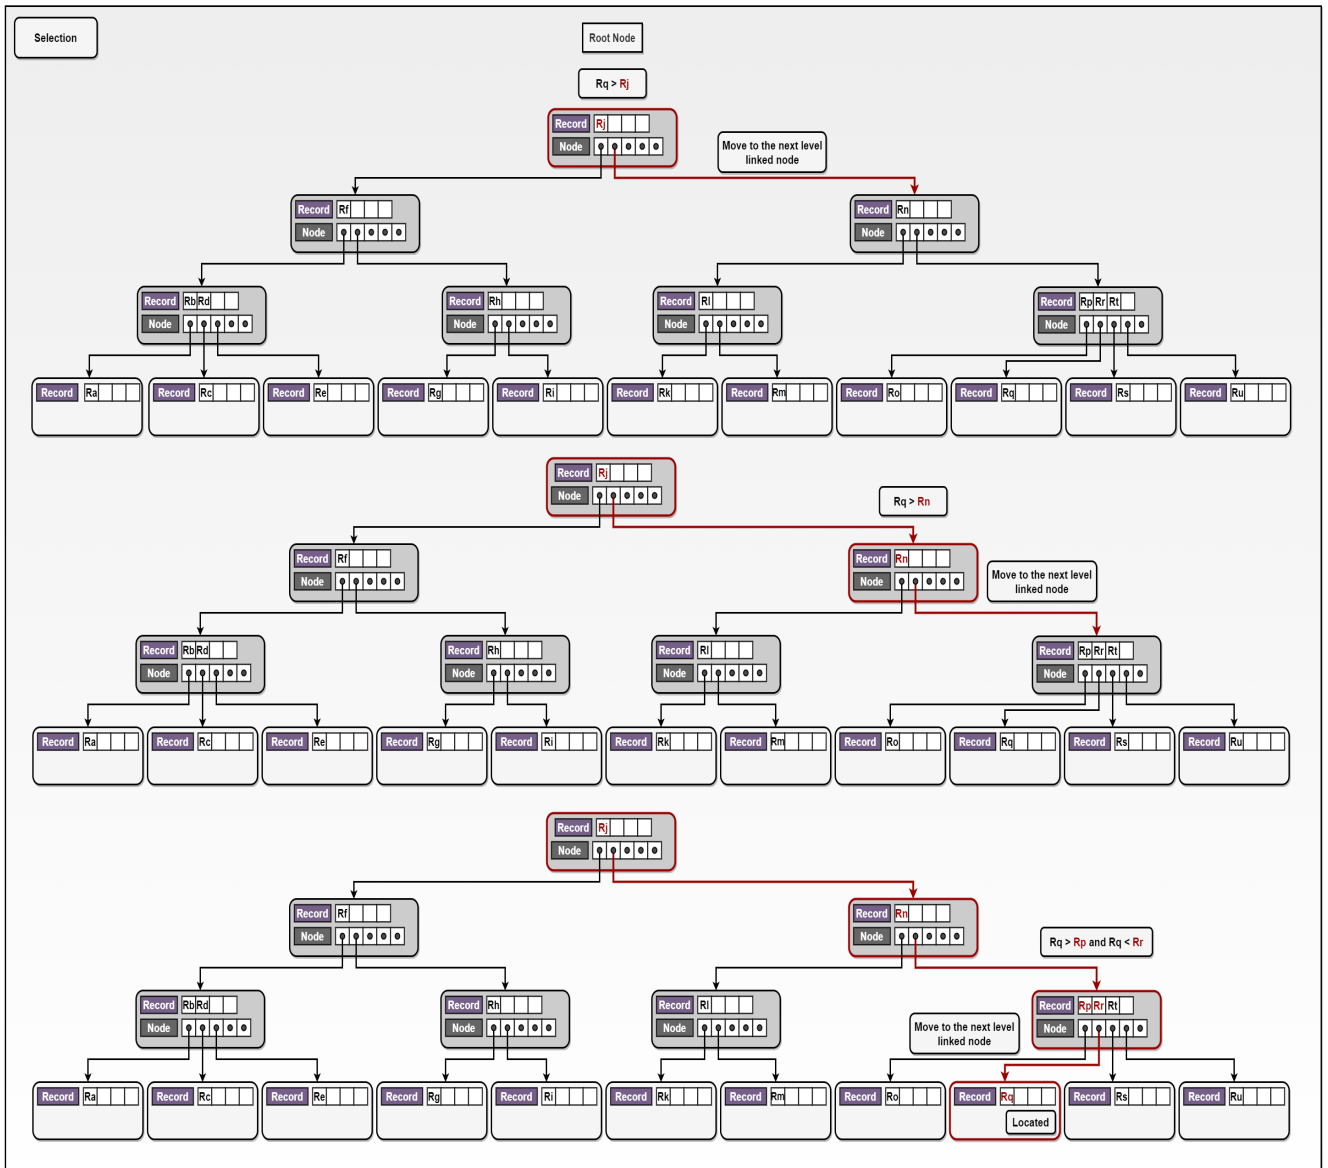 Selection
Root Node
Rq > Rj
Record Rj
Node
Move to the next level
linked node
Record Rf
Node
Record Rn
Node
Record Rb Rd
Node
Record Rh
Node
Record Rl
Node
Record Rp Rr Rt
Node
Record Ra
Record Rc
Record Re
Record Rg
Record Ri
Record Rk
Record Rm
Record Ro
Record Rq
Record Rs
Record Ru
Record Rj
Node
Rq > Rn
Record Rf
Node
Record Rn
Node
Move to the next level
linked node
Record Rb Rd
Node
Record Rh
Node
Record Rl
Node
Record Rp Rr Rt
Node
Record Ra
Record Rc
Record Re
Record Rg
Record Ri
Record Rk
Record Rm
Record Ro
Record Rq
Record Rs
Record Ru
Record Rj
Node
Record Rf
Node
Record Rn
Node
Rq > Rp and Rq < Rr
Record Rb Rd
Node
Record Rh
Node
Record Rl
Node
Move to the next level
linked node
Record Rp Rr Rt
Node
Record Ra
Record Rc
Record Re
Record Rg
Record Ri
Record Rk
Record Rm
Record Ro
Record Rq
Located
Record Rs
Record Ru